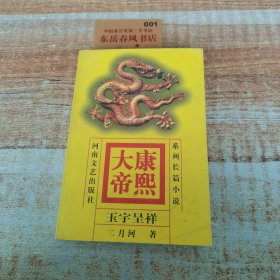 001
东岳春风书店
康熙
大帝
系列长篇小说
河南文艺出版社
玉宇呈祥
二月河 著